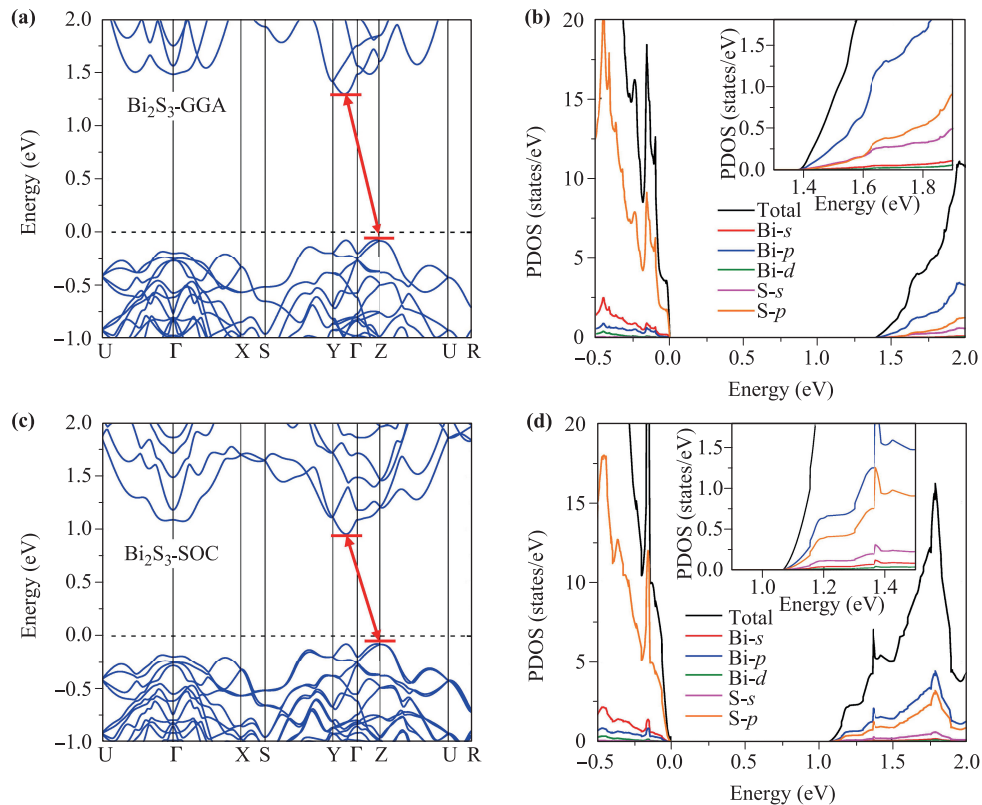 (a)
2.0
1.5
1.0
0.5
0.0
−0.5
−1.0
Energy (eV)
Bi₂S₃-GGA
U Γ X S Y Γ Z U R
(b)
20
15
10
5
0
PDOS (states/eV)
Total
Bi-s
Bi-p
Bi-d
S-s
S-p
−0.5 0.0 0.5 1.0 1.5 2.0
Energy (eV)
1.5
1.0
0.5
0.0
PDOS (states/eV)
1.4 1.6 1.8
Energy (eV)
(c)
2.0
1.5
1.0
0.5
0.0
−0.5
−1.0
Energy (eV)
Bi₂S₃-SOC
U Γ X S Y Γ Z U R
(d)
20
15
10
5
0
PDOS (states/eV)
Total
Bi-s
Bi-p
Bi-d
S-s
S-p
−0.5 0.0 0.5 1.0 1.5 2.0
Energy (eV)
1.5
1.0
0.5
0.0
PDOS (states/eV)
1.0 1.2 1.4
Energy (eV)